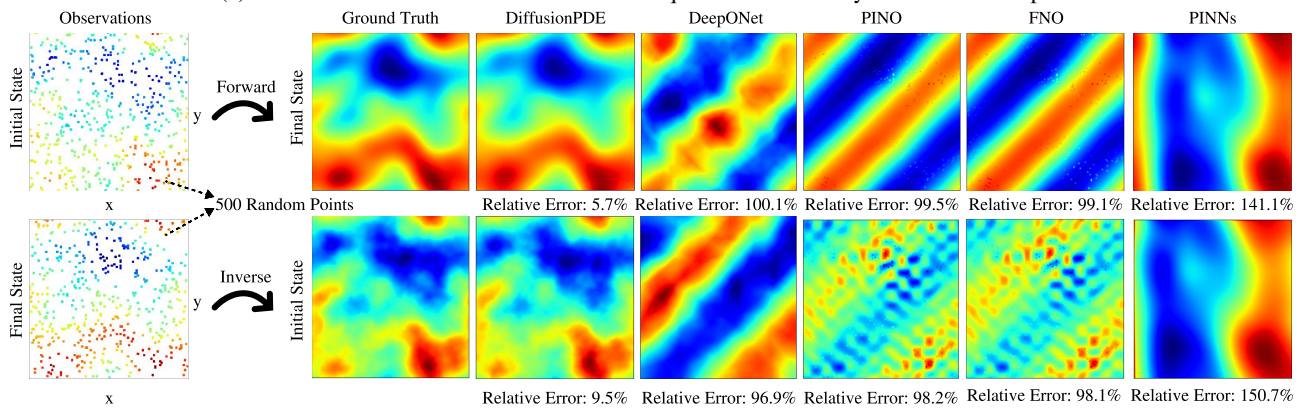 Observations
Ground Truth
DiffusionPDE
DeepONet
PINO
FNO
PINNs
Initial State
y
x
Forward
Final State
Relative Error: 5.7%
Relative Error: 100.1%
Relative Error: 99.5%
Relative Error: 99.1%
Relative Error: 141.1%
500 Random Points
Final State
y
x
Inverse
Initial State
Relative Error: 9.5%
Relative Error: 96.9%
Relative Error: 98.2%
Relative Error: 98.1%
Relative Error: 150.7%